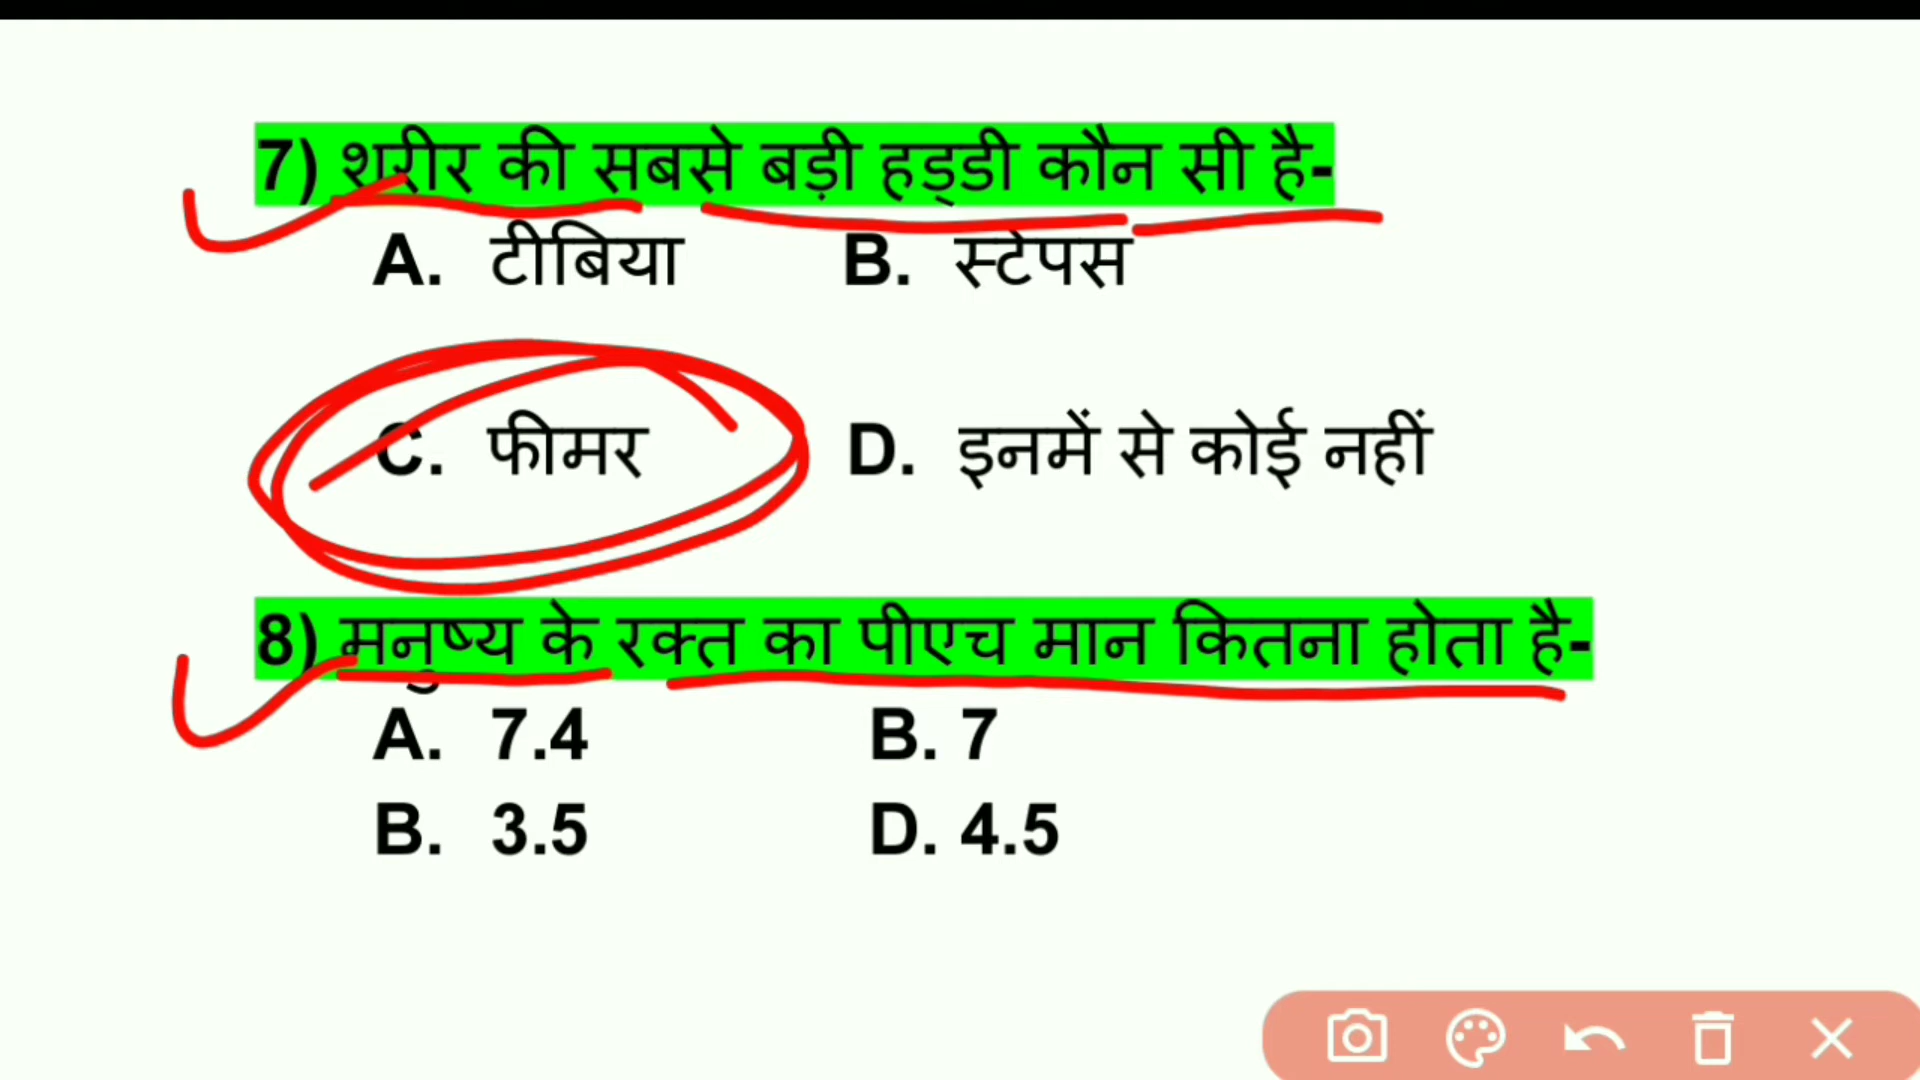 7) शरीर की सबसे बड़ी हड्डी कौन सी है-
A. टीबिया B. स्टेपस
C. फीमर D. इनमें से कोई नहीं
8) मनुष्य के रक्त का पीएच मान कितना होता है-
A. 7.4 B. 7
B. 3.5 D. 4.5